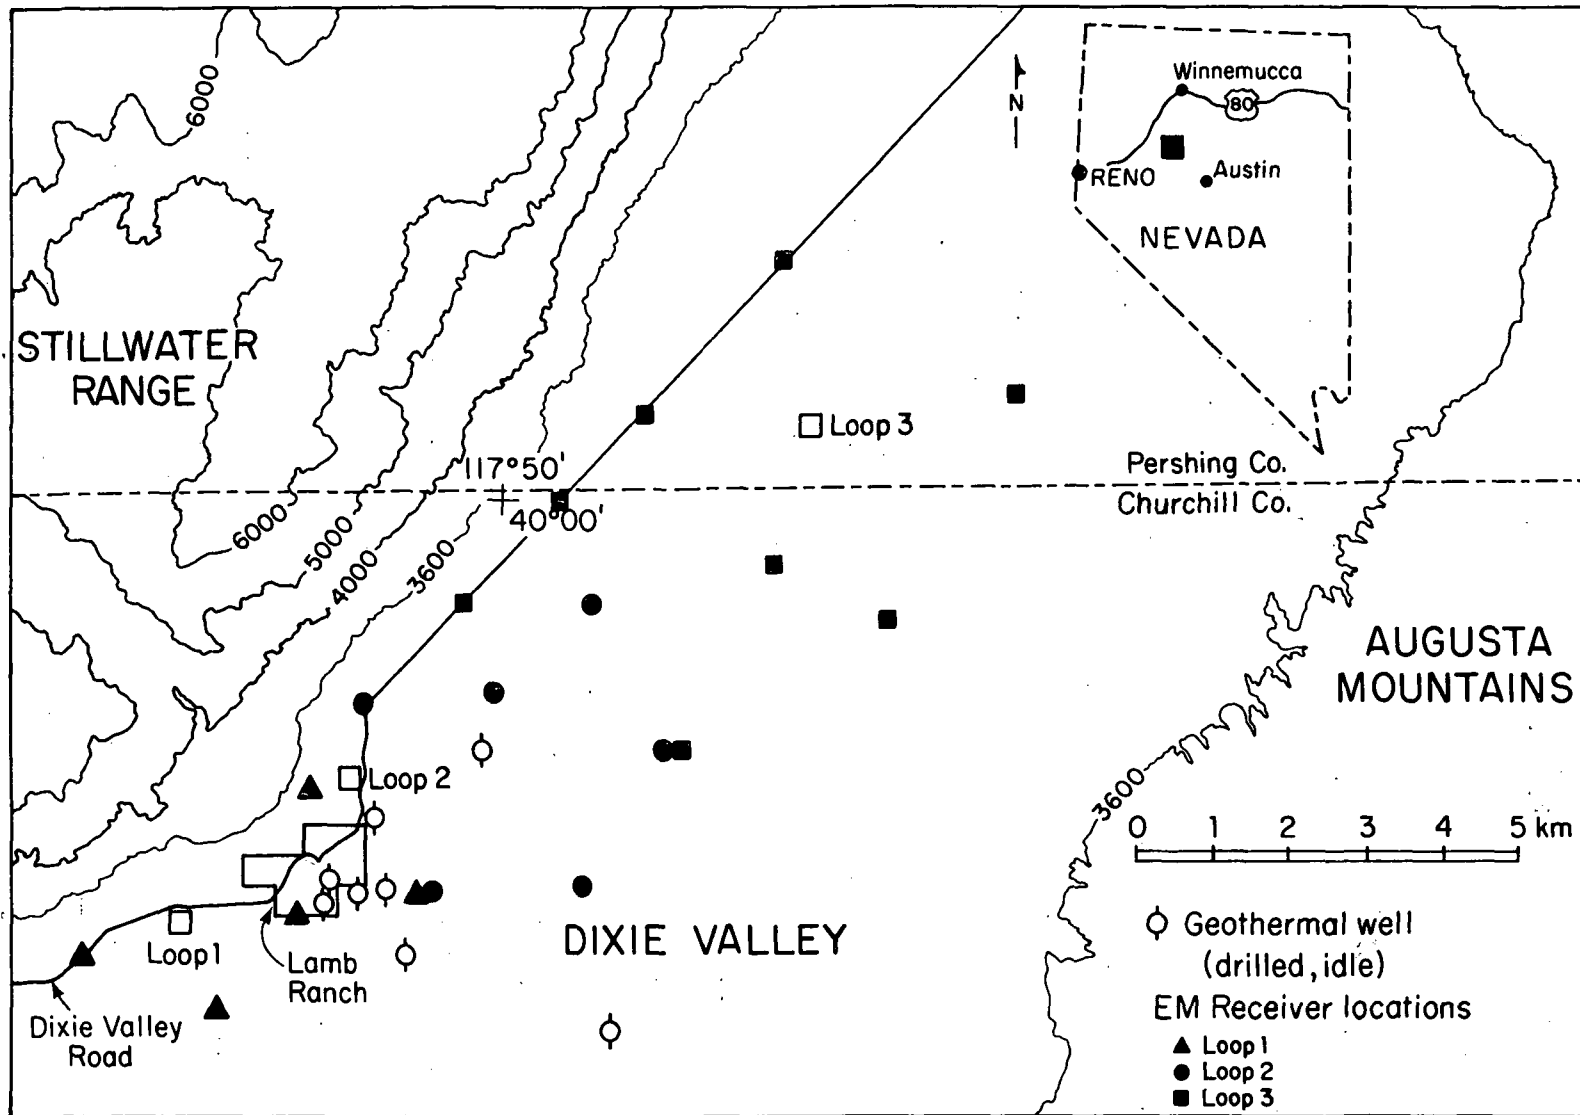 6000
N
Winnemucca
80
RENO
Austin
NEVADA
STILLWATER
RANGE
Loop 3
117°50'
40°00'
Pershing Co.
Churchill Co.
6000
5000
4000
3600
AUGUSTA
MOUNTAINS
Loop 2
3600
0 1 2 3 4 5 km
Loop 1
Lamb
Ranch
DIXIE VALLEY
Dixie Valley
Road
Geothermal well
(drilled, idle)
EM Receiver locations
Loop 1
Loop 2
Loop 3